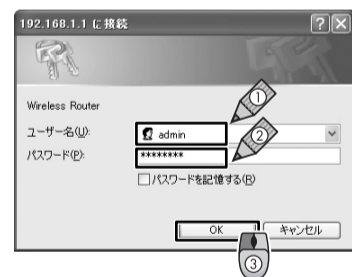 192.168.1.1 に接続
Wireless Router
ユーザー名(U):
admin
①
パスワード(P):
********
②
パスワードを記憶する(R)
OK
キャンセル
③